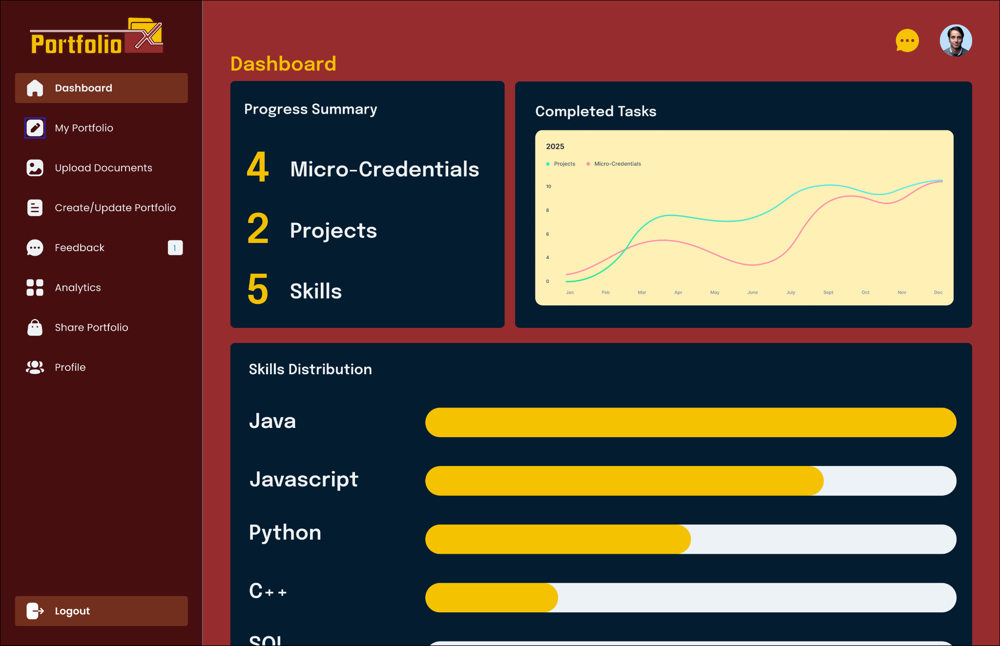 Portfolio X
Dashboard
My Portfolio
Upload Documents
Create/Update Portfolio
Feedback
1
Analytics
Share Portfolio
Profile
Logout
Dashboard
Progress Summary
4 Micro-Credentials
2 Projects
5 Skills
Completed Tasks
2025
Projects Micro-Credentials
10
8
6
4
0
Jan Feb Mar Apr May June July Sept Oct Nov Dec
Skills Distribution
Java
Javascript
Python
C++
SQL